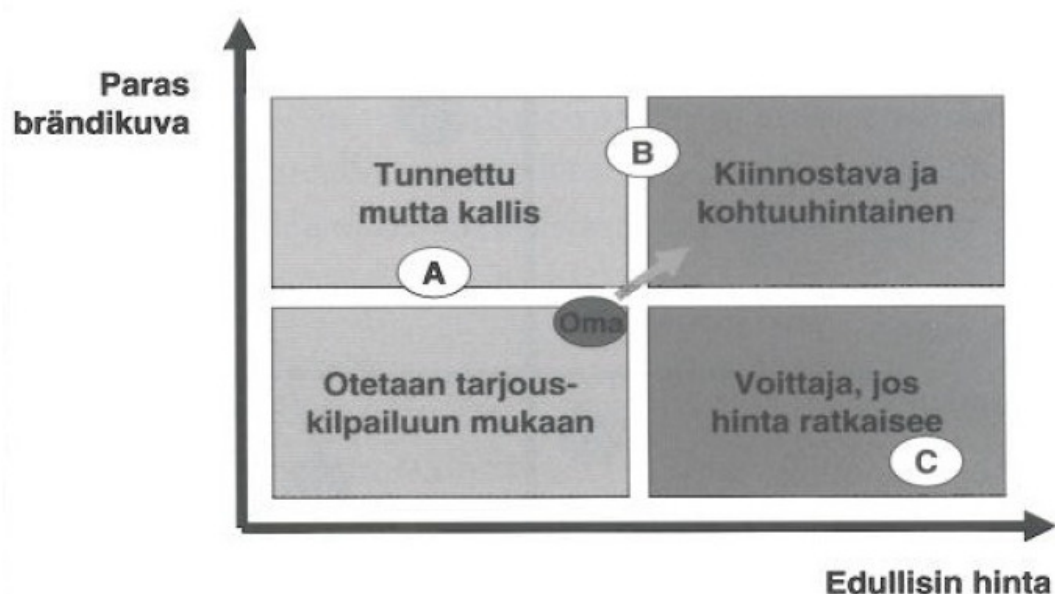 Paras
brändikuva
Tunnettu
mutta kallis
B
Kiinnostava ja
kohtuuhintainen
A
Oma
Otetaan tarjous-
kilpailuun mukaan
Voittaja, jos
hinta ratkaisee
C
Edullisin hinta